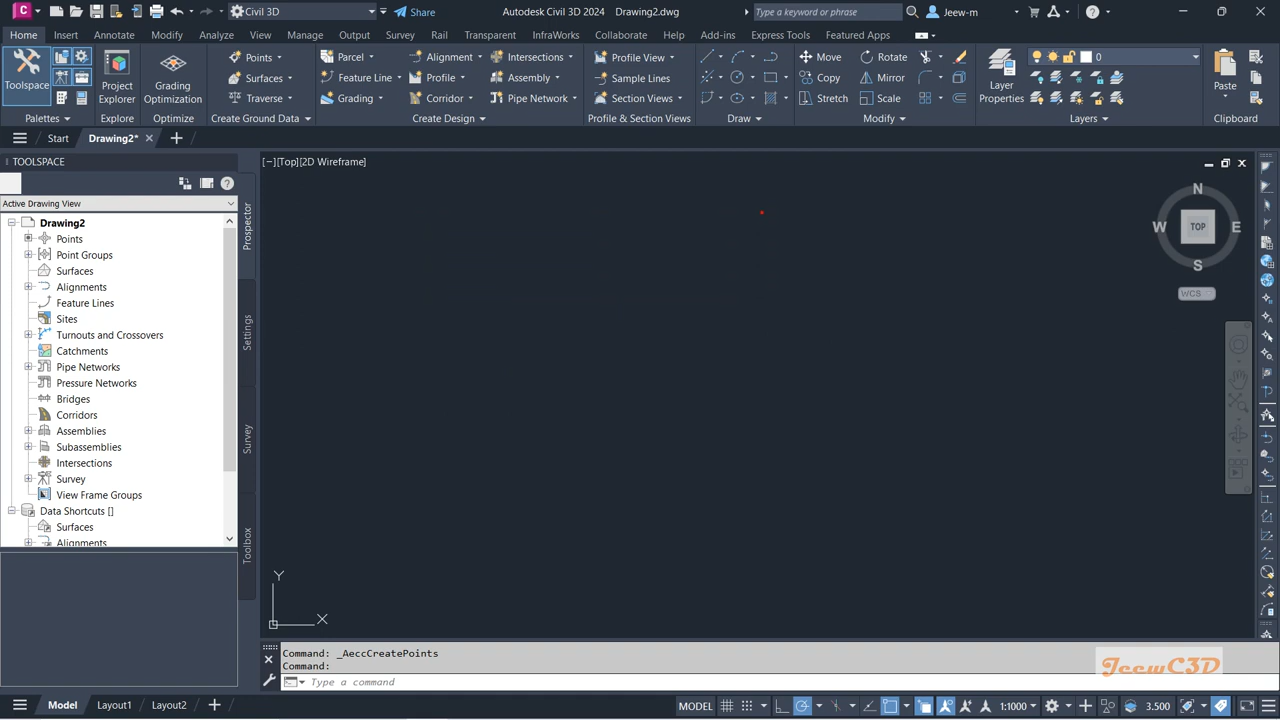 C Civil 3D Share Autodesk Civil 3D 2024 Drawing2.dwg Type a keyword or phrase Jeew-m
Home Insert Annotate Modify Analyze View Manage Output Survey Rail Transparent InfraWorks Collaborate Help Add-ins Express Tools Featured Apps
Toolspace
Project
Explorer
Grading
Optimization
Points
Surfaces
Traverse
Parcel
Feature Line
Grading
Alignment
Profile
Corridor
Intersections
Assembly
Pipe Network
Profile View
Sample Lines
Section Views
Move
Copy
Stretch
Rotate
Mirror
Scale
Layer
Properties
0
Paste
Palettes Explore Optimize Create Ground Data Create Design Profile & Section Views Draw Modify Layers Clipboard
Start Drawing2*
TOOLSPACE
Active Drawing View
Drawing2
Points
Point Groups
Surfaces
Alignments
Feature Lines
Sites
Turnouts and Crossovers
Catchments
Pipe Networks
Pressure Networks
Bridges
Corridors
Assemblies
Subassemblies
Intersections
Survey
View Frame Groups
Data Shortcuts []
Surfaces
Alignments
Prospector
Settings
Survey
Toolbox
[−][Top][2D Wireframe]
N
W TOP E
S
WCS
Y
X
Command: _AeccCreatePoints
Command:
Type a command
JeewC3D
Model Layout1 Layout2 MODEL 1:1000 3.500